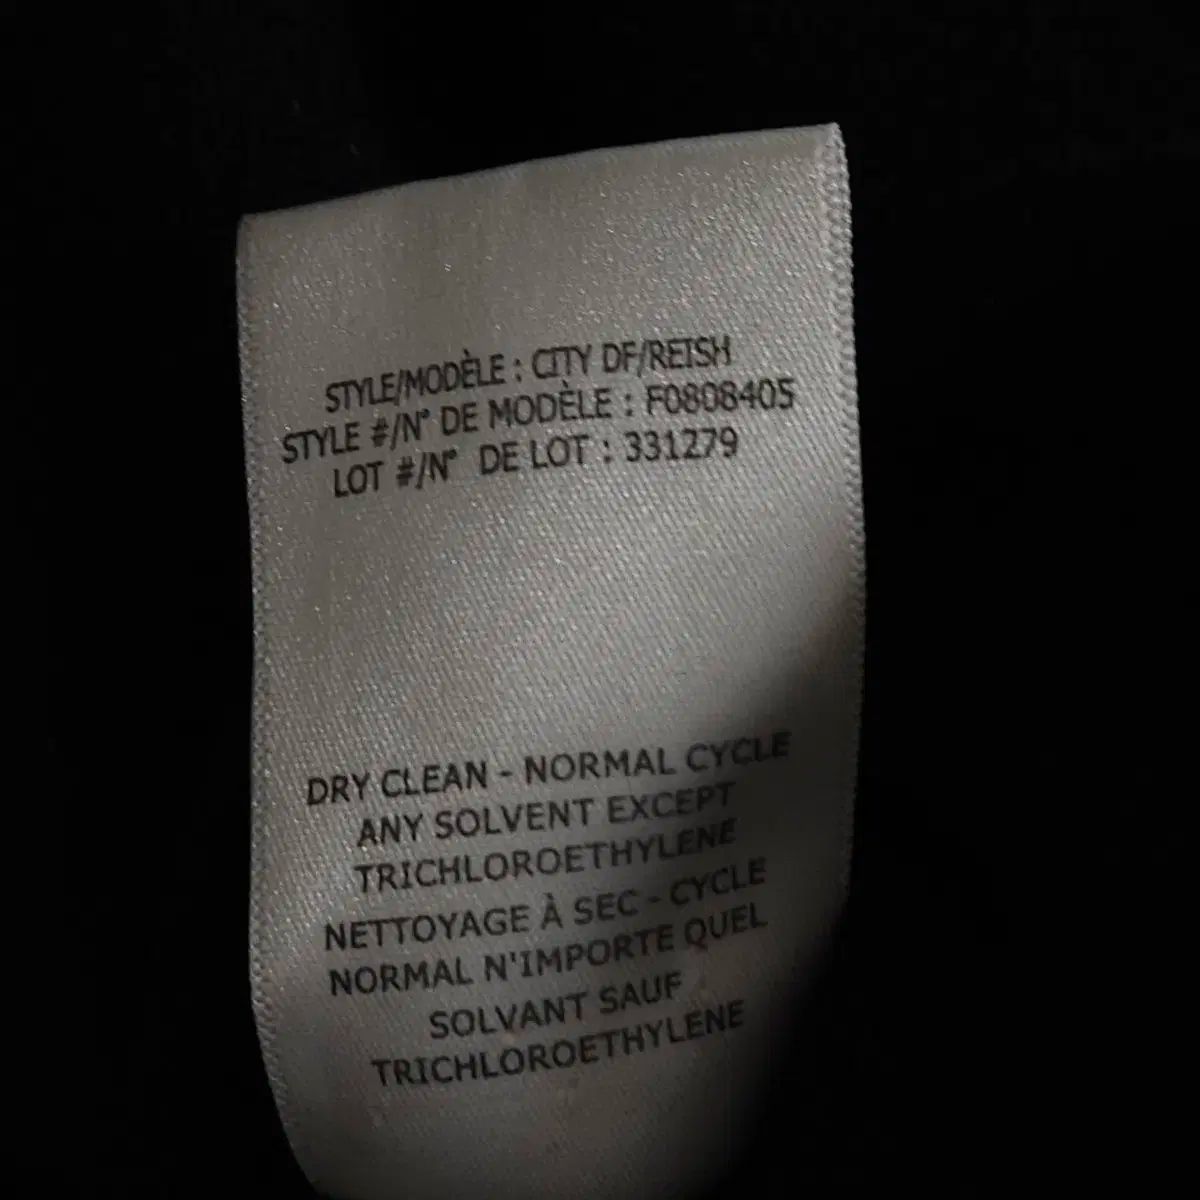 STYLE/MODÈLE : CITY DF/REISH
STYLE #/N° DE MODÈLE : F0808405
LOT #/N° DE LOT : 331279
DRY CLEAN - NORMAL CYCLE
ANY SOLVENT EXCEPT
TRICHLOROETHYLENE
NETTOYAGE À SEC - CYCLE
NORMAL N'IMPORTE QUEL
SOLVANT SAUF
TRICHLOROETHYLENE